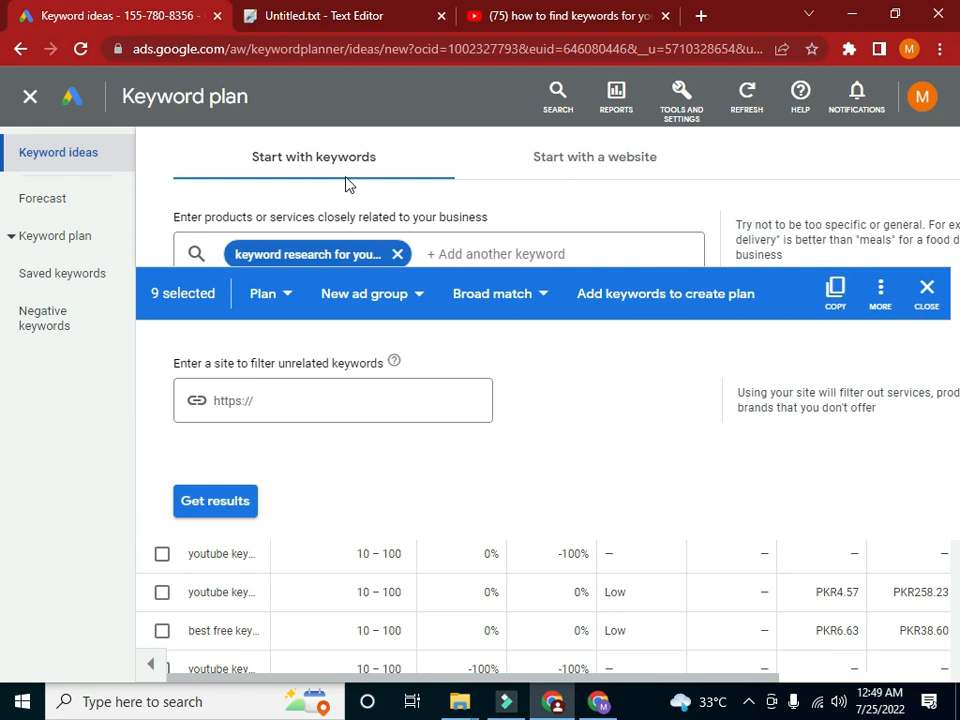 Keyword ideas - 155-780-8356 -
Untitled.txt - Text Editor
(75) how to find keywords for yo
ads.google.com/aw/keywordplanner/ideas/new?ocid=1002327793&euid=646080446&__u=5710328654&u...
M
Keyword plan
SEARCH
REPORTS
TOOLS AND SETTINGS
REFRESH
HELP
NOTIFICATIONS
M
Keyword ideas
Forecast
Keyword plan
Saved keywords
Negative keywords
Start with keywords
Start with a website
Enter products or services closely related to your business
keyword research for you...
+ Add another keyword
Try not to be too specific or general. For ex
delivery" is better than "meals" for a food d
business
9 selected
Plan
New ad group
Broad match
Add keywords to create plan
COPY
MORE
CLOSE
Enter a site to filter unrelated keywords
https://
Using your site will filter out services, prod
brands that you don't offer
Get results
youtube key... 10 – 100 0% -100% – – – –
youtube key... 10 – 100 0% 0% Low – PKR4.57 PKR258.23
best free key... 10 – 100 0% 0% Low – PKR6.63 PKR38.60
youtube key... 10 – 100 -100% -100% – – – –
Type here to search
33°C
12:49 AM
7/25/2022